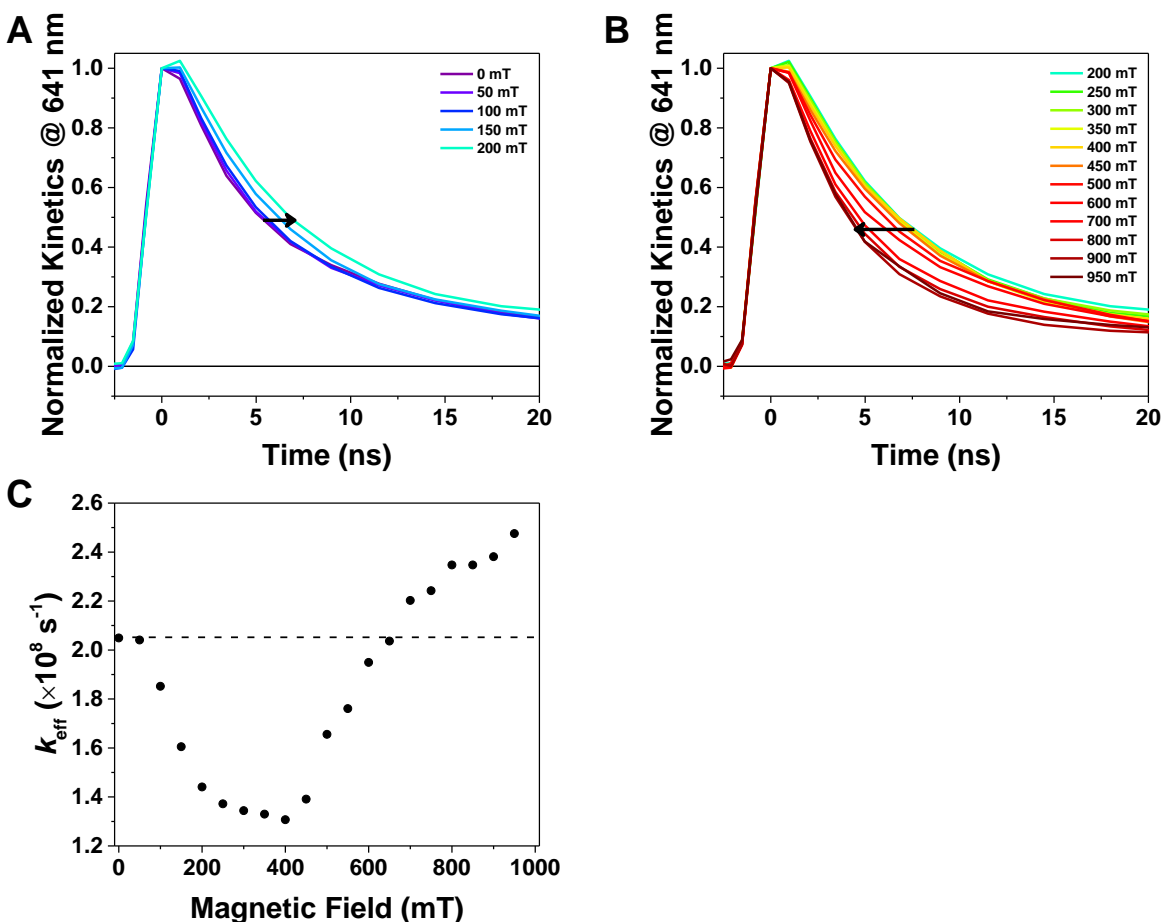 A
Normalized Kinetics @ 641 nm
1.0
0.8
0.6
0.4
0.2
0.0
0 mT
50 mT
100 mT
150 mT
200 mT
0
5
10
15
20
Time (ns)
B
Normalized Kinetics @ 641 nm
1.0
0.8
0.6
0.4
0.2
0.0
200 mT
250 mT
300 mT
350 mT
400 mT
450 mT
500 mT
600 mT
700 mT
800 mT
900 mT
950 mT
0
5
10
15
20
Time (ns)
C
k_eff (×10⁸ s⁻¹)
2.6
2.4
2.2
2.0
1.8
1.6
1.4
1.2
0
200
400
600
800
1000
Magnetic Field (mT)